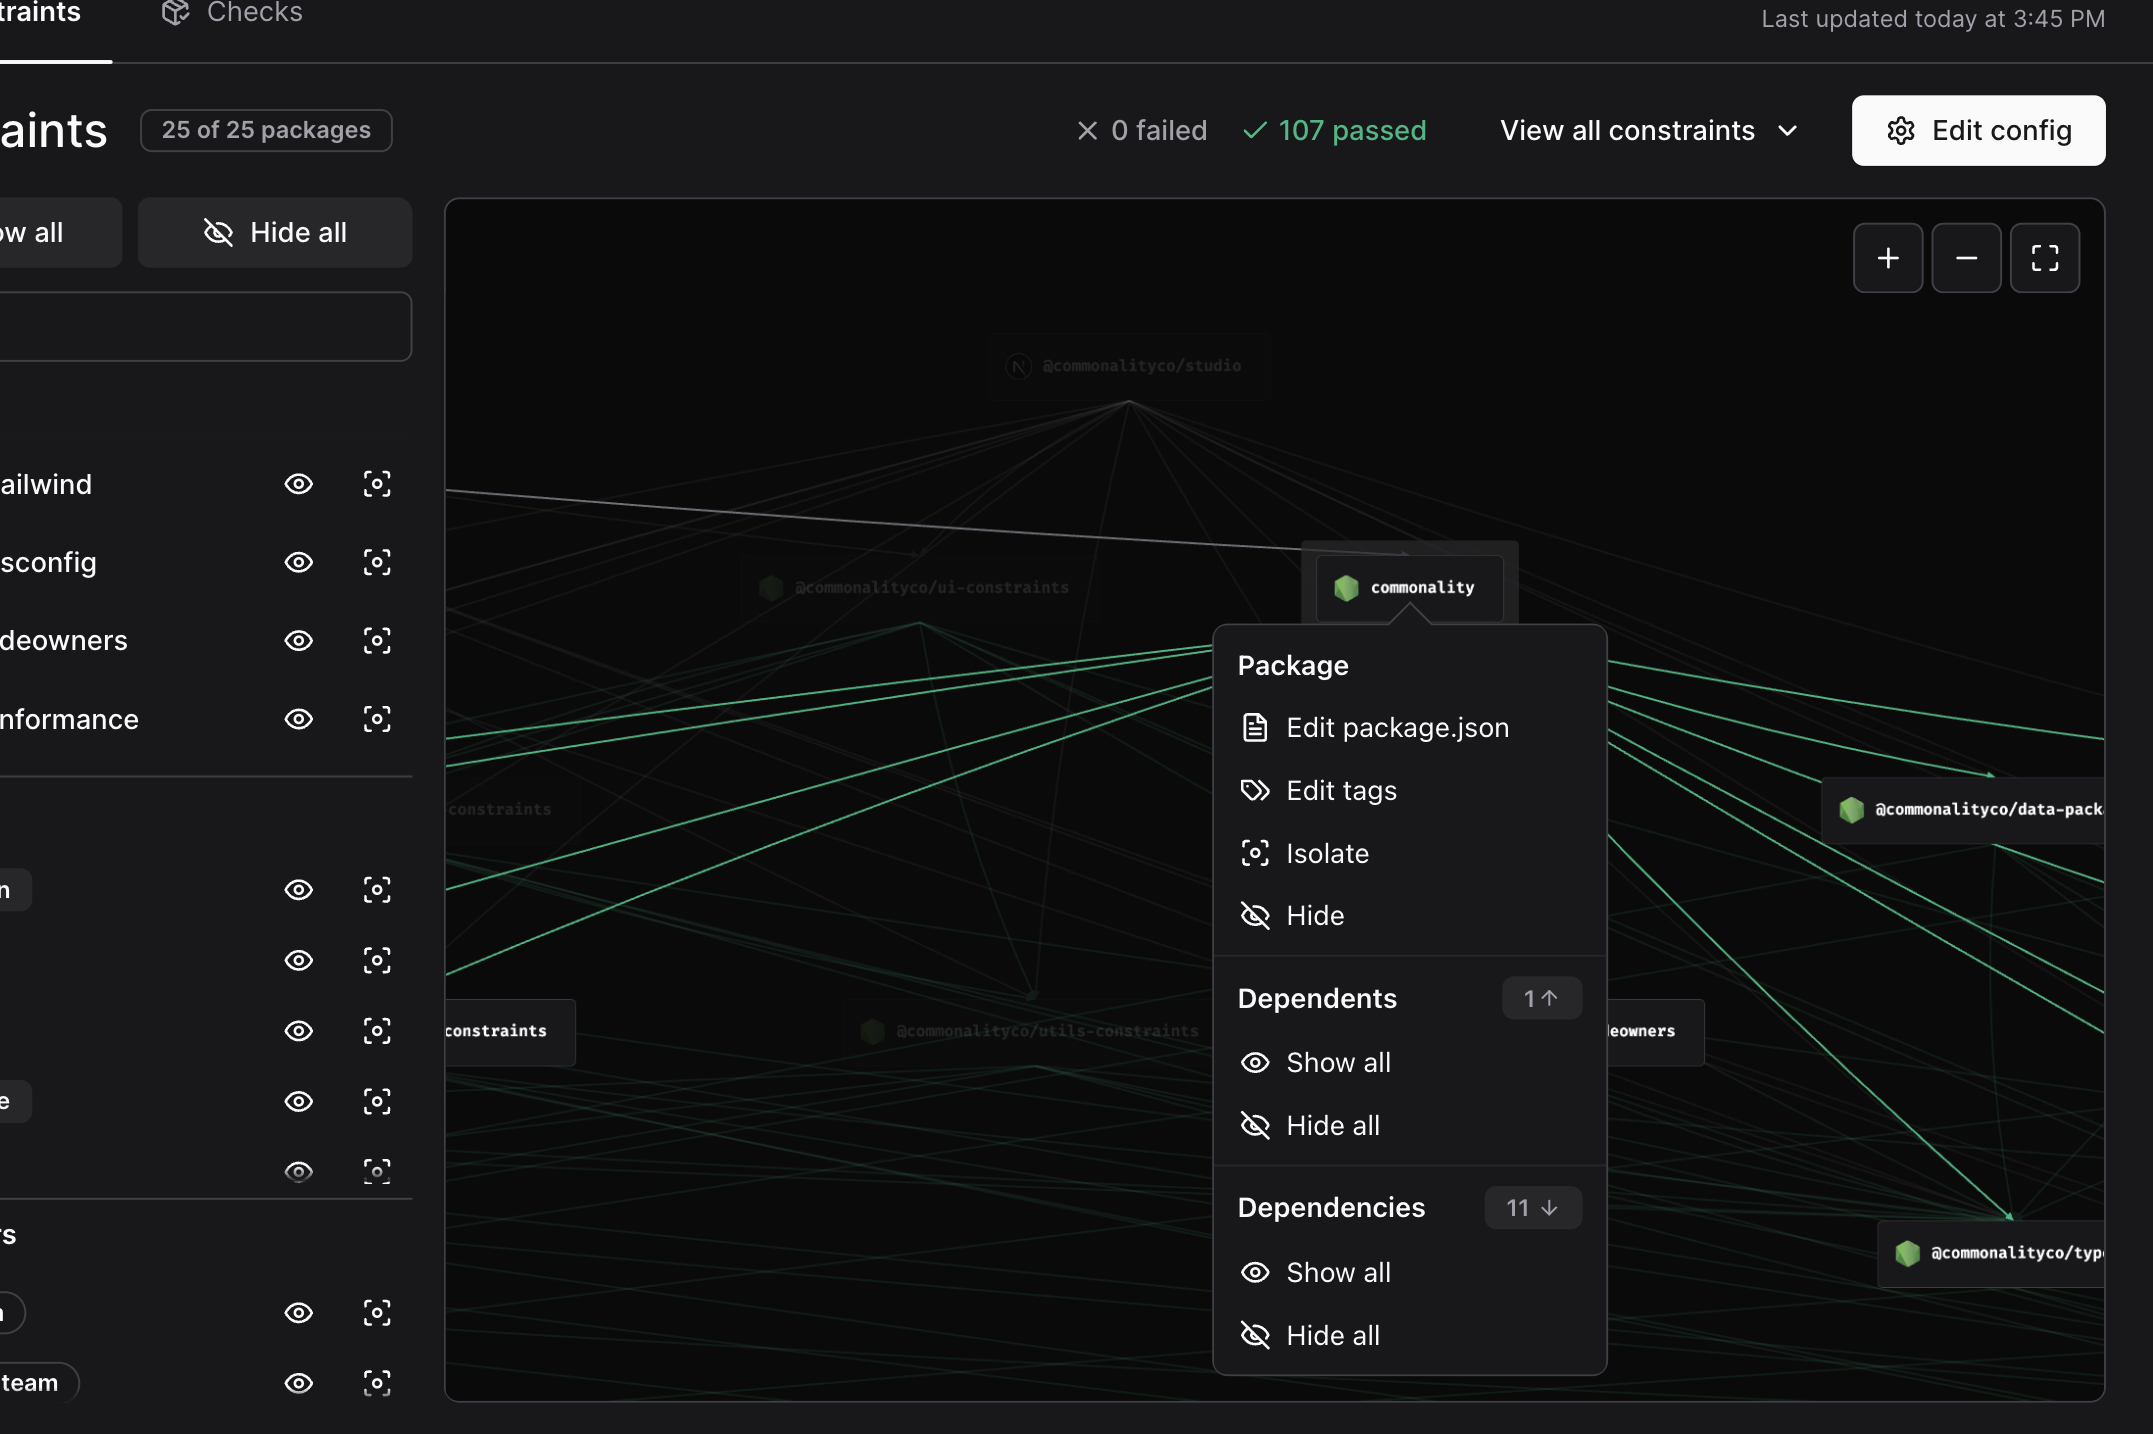 traints
Checks
Last updated today at 3:45 PM
aints
25 of 25 packages
0 failed
107 passed
View all constraints
Edit config
ow all
Hide all
@commonalityco/studio
ailwind
sconfig
@commonalityco/ui-constraints
commonality
deowners
Package
nformance
Edit package.json
Edit tags
constraints
@commonalityco/data-pack
Isolate
n
Hide
Dependents
1
constraints
@commonalityco/utils-constraints
leowners
Show all
e
Hide all
Dependencies
11
rs
@commonalityco/typ
Show all
Hide all
team